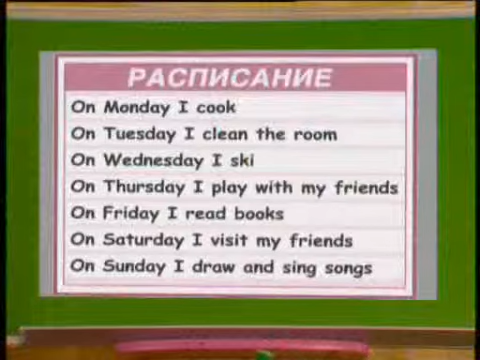 РАСПИСАНИЕ
On Monday I cook
On Tuesday I clean the room
On Wednesday I ski
On Thursday I play with my friends
On Friday I read books
On Saturday I visit my friends
On Sunday I draw and sing songs